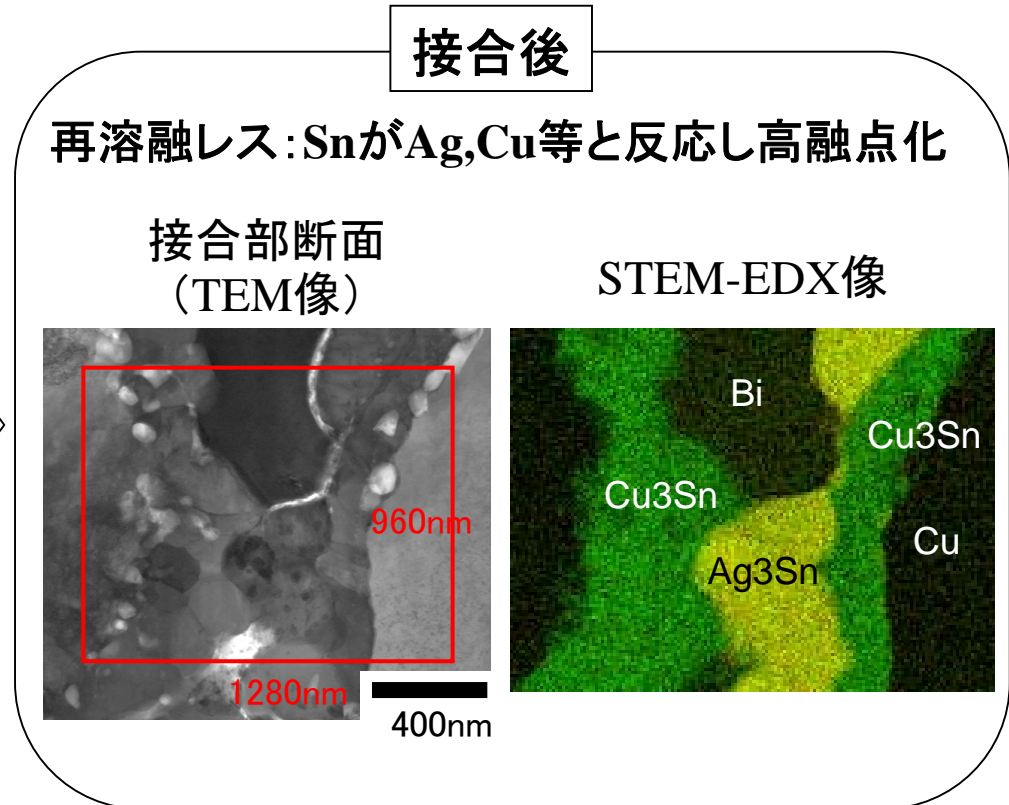 接合後
再溶融レス：SnがAg,Cu等と反応し高融点化
接合部断面
（TEM像）
STEM-EDX像
960nm
1280nm
400nm
Bi
Cu3Sn
Cu3Sn
Cu
Ag3Sn